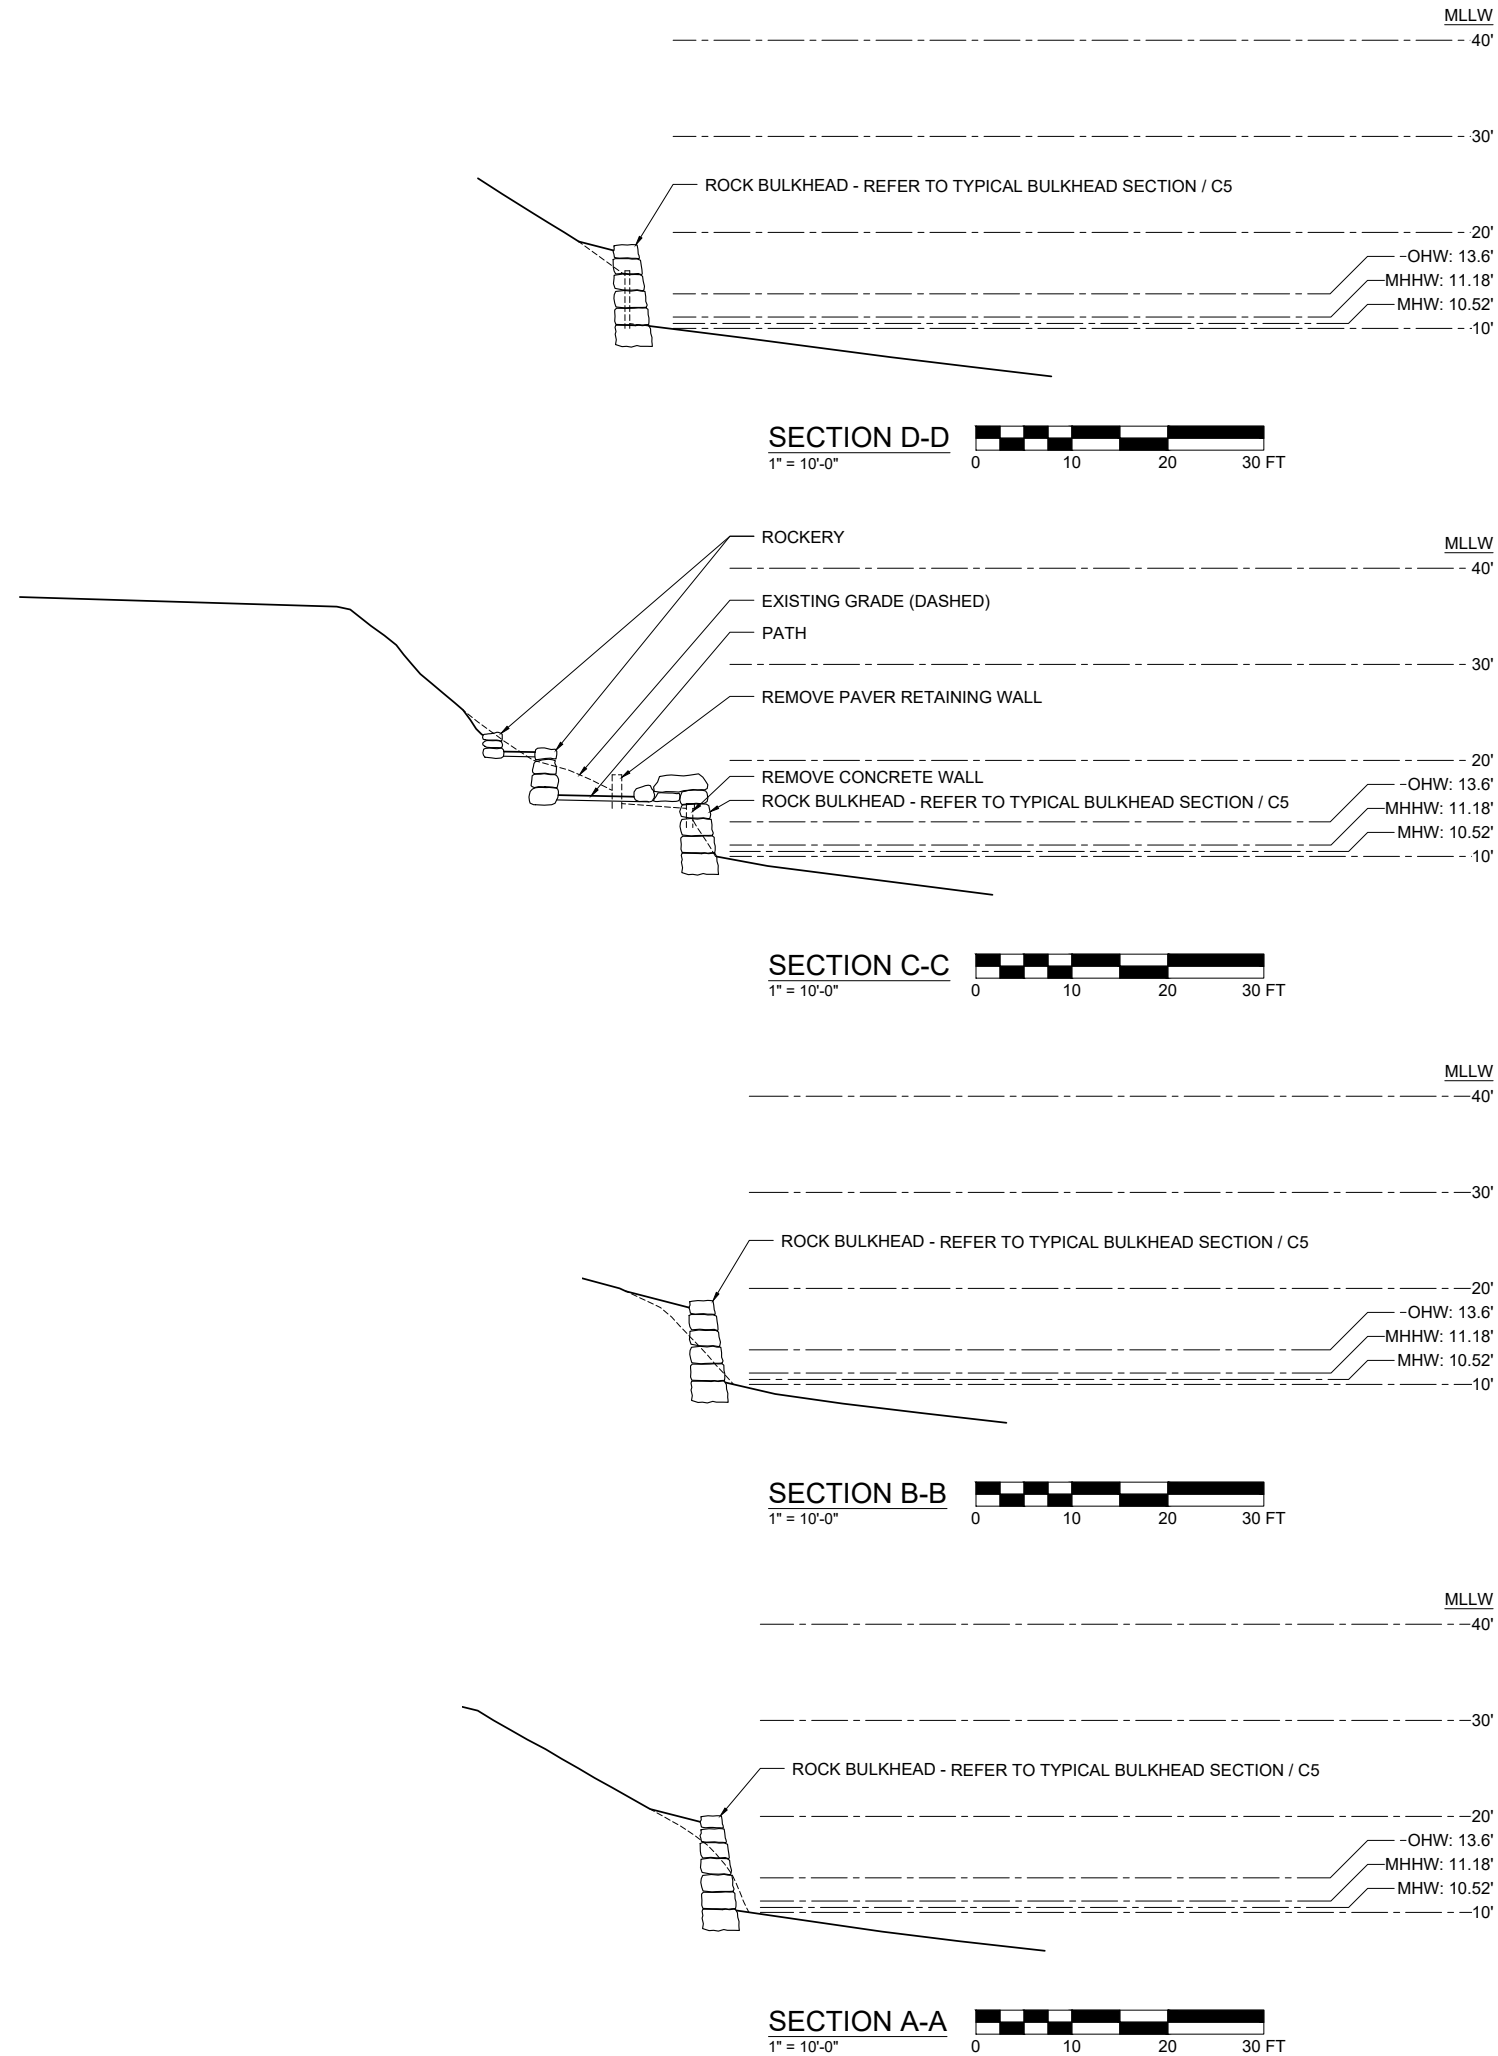 MLLW
40'
30'
ROCK BULKHEAD - REFER TO TYPICAL BULKHEAD SECTION / C5
20'
OHW: 13.6'
MHHW: 11.18'
MHW: 10.52'
10'
SECTION D-D
1" = 10'-0"
0 10 20 30 FT
ROCKERY
MLLW
40'
EXISTING GRADE (DASHED)
PATH
30'
REMOVE PAVER RETAINING WALL
20'
REMOVE CONCRETE WALL
OHW: 13.6'
ROCK BULKHEAD - REFER TO TYPICAL BULKHEAD SECTION / C5
MHHW: 11.18'
MHW: 10.52'
10'
SECTION C-C
1" = 10'-0"
0 10 20 30 FT
MLLW
40'
30'
ROCK BULKHEAD - REFER TO TYPICAL BULKHEAD SECTION / C5
20'
OHW: 13.6'
MHHW: 11.18'
MHW: 10.52'
10'
SECTION B-B
1" = 10'-0"
0 10 20 30 FT
MLLW
40'
30'
ROCK BULKHEAD - REFER TO TYPICAL BULKHEAD SECTION / C5
20'
OHW: 13.6'
MHHW: 11.18'
MHW: 10.52'
10'
SECTION A-A
1" = 10'-0"
0 10 20 30 FT